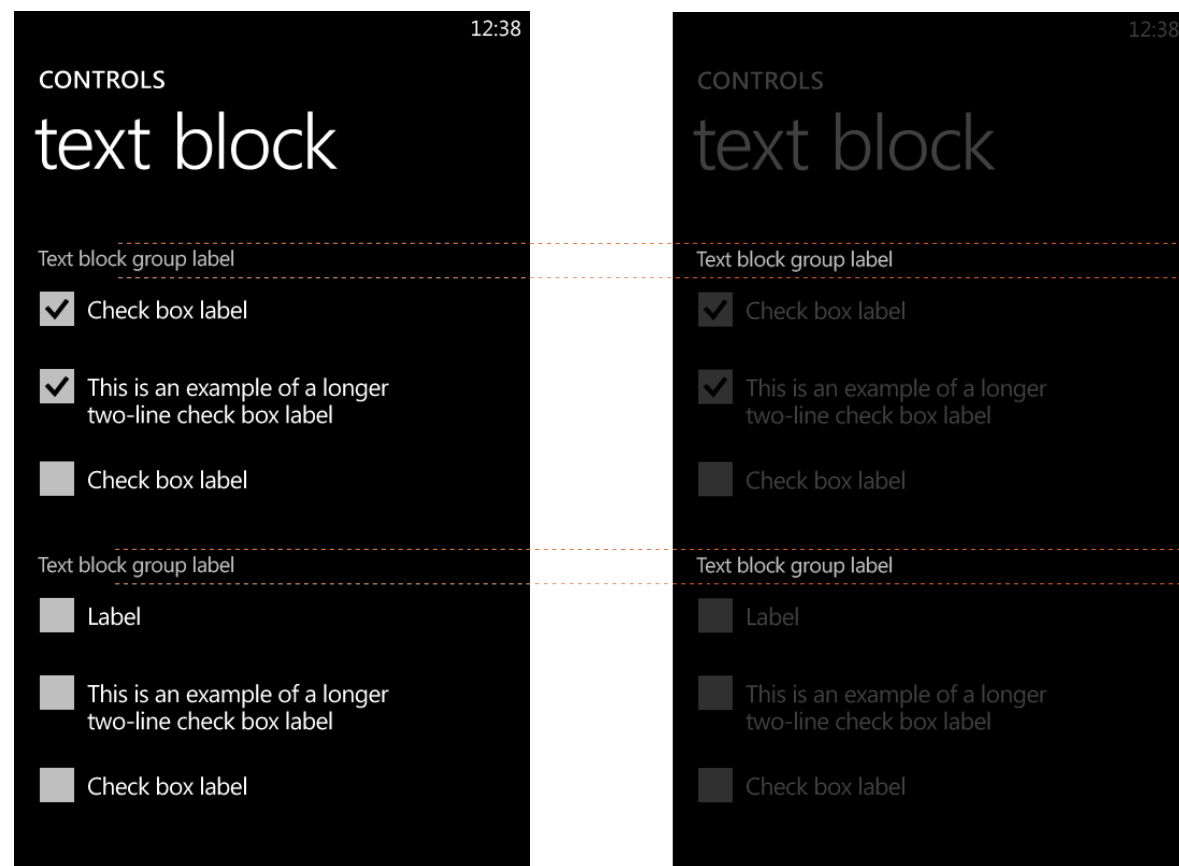 12:38
CONTROLS
text block
Text block group label
Check box label
This is an example of a longer
two-line check box label
Check box label
Text block group label
Label
This is an example of a longer
two-line check box label
Check box label
12:38
CONTROLS
text block
Text block group label
Check box label
This is an example of a longer
two-line check box label
Check box label
Text block group label
Label
This is an example of a longer
two-line check box label
Check box label